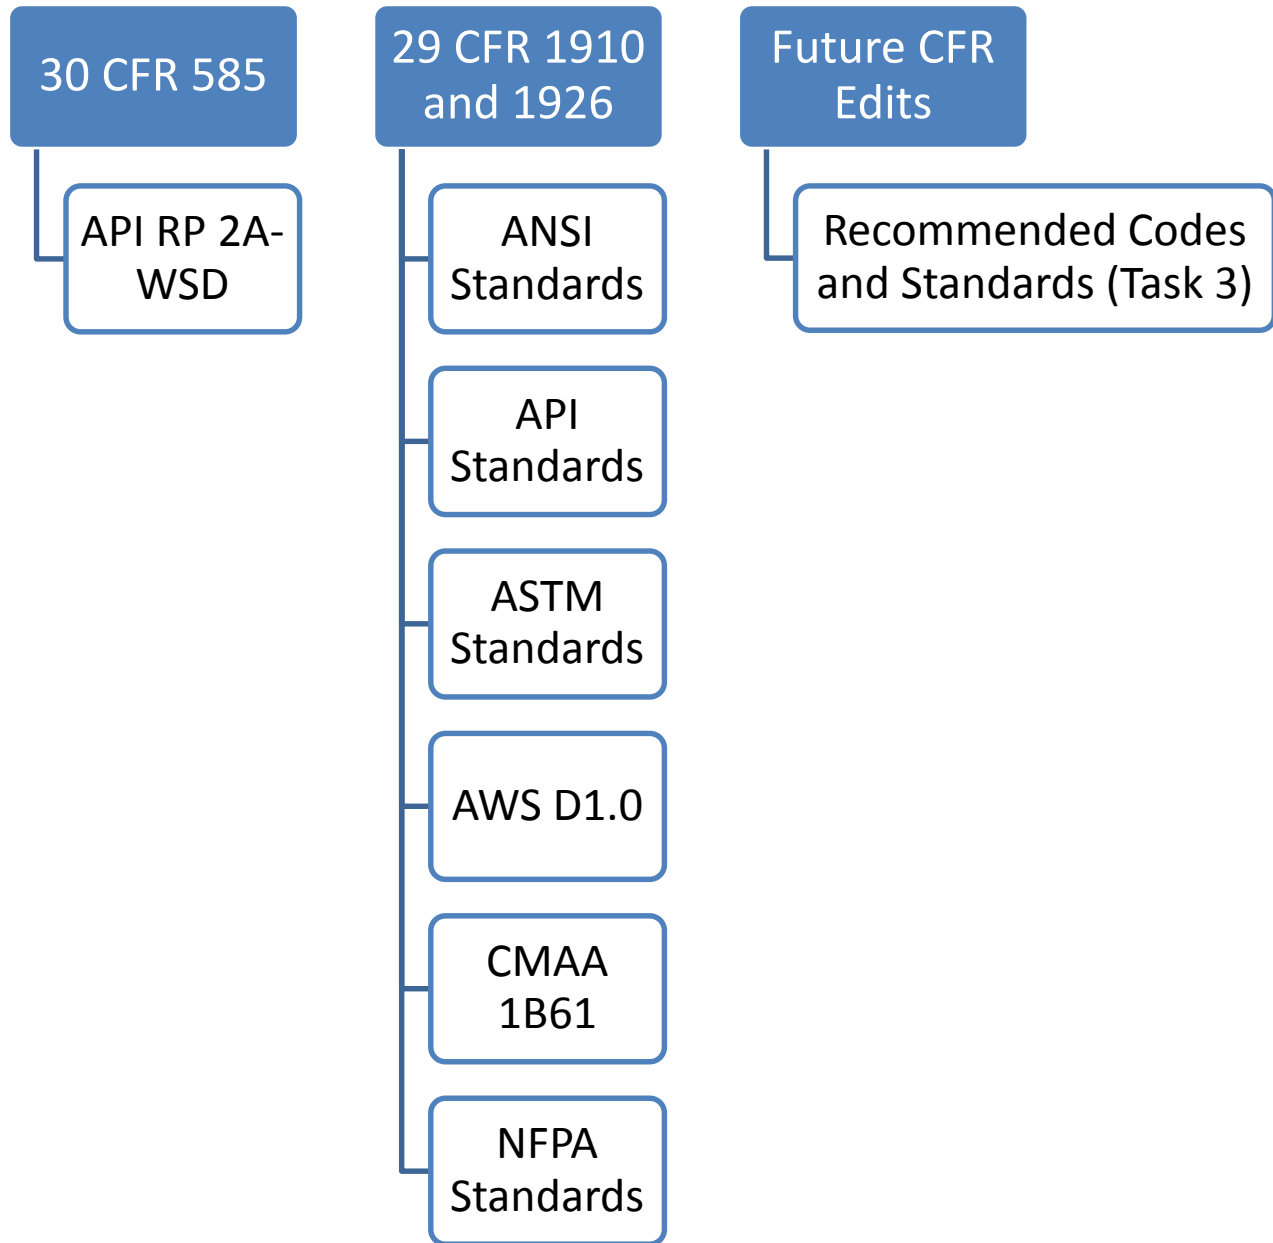 30 CFR 585
API RP 2A-
WSD
29 CFR 1910
and 1926
ANSI
Standards
API
Standards
ASTM
Standards
AWS D1.0
CMAA
1B61
NFPA
Standards
Future CFR
Edits
Recommended Codes
and Standards (Task 3)